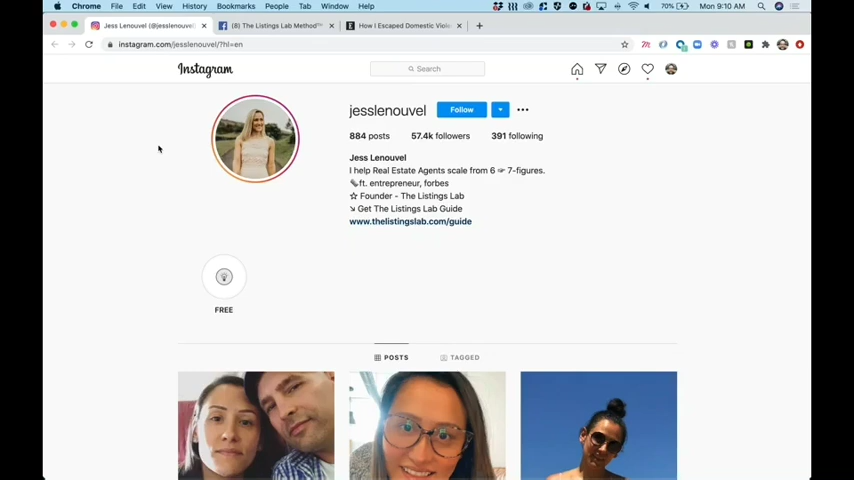 Chrome File Edit View History Bookmarks People Tab Window Help 70% Mon 9:10 AM
Jess Lenouvel (@jesslenouvel (8) The Listings Lab Method™ How I Escaped Domestic Viol
instagram.com/jesslenouvel/?hl=en
Instagram Search
jesslenouvel Follow
884 posts 57.4k followers 391 following
Jess Lenouvel
I help Real Estate Agents scale from 6 7-figures.
ft. entrepreneur, forbes
Founder - The Listings Lab
Get The Listings Lab Guide
www.thelistingslab.com/guide
FREE
POSTS TAGGED